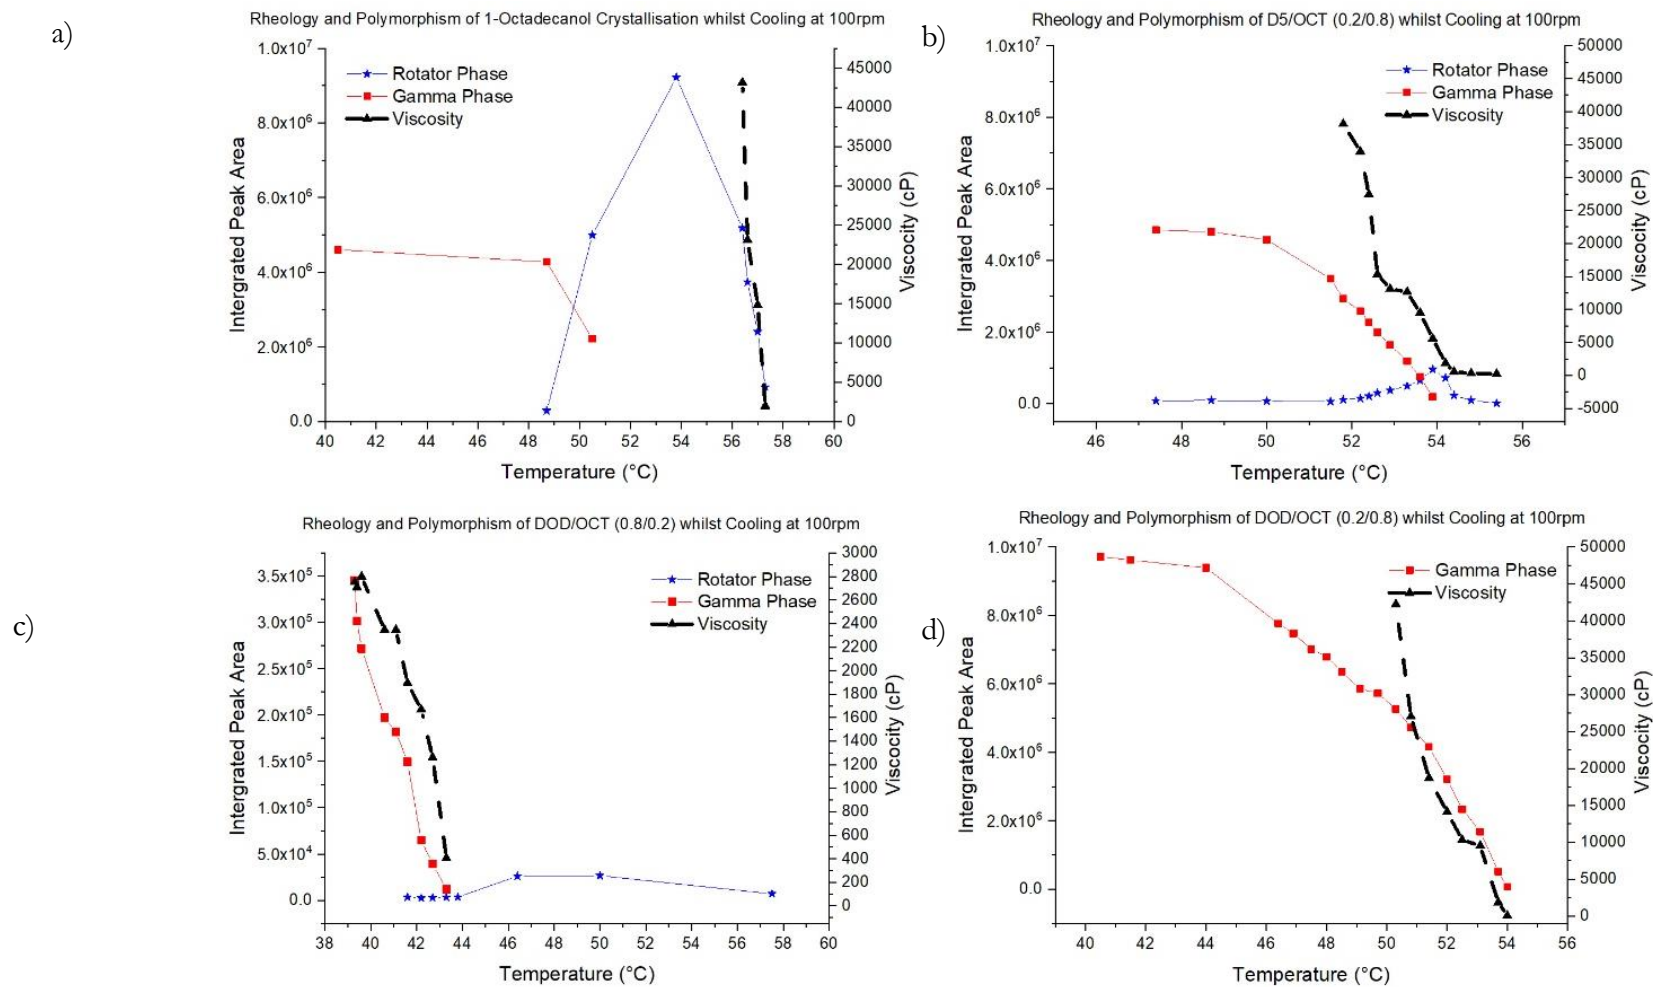 a)
Rheology and Polymorphism of 1-Octadecanol Crystallisation whilst Cooling at 100rpm
Rotator Phase
Gamma Phase
Viscosity
1.0x10⁷
8.0x10⁶
6.0x10⁶
4.0x10⁶
2.0x10⁶
0.0
Intergrated Peak Area
45000
40000
35000
30000
25000
20000
15000
10000
5000
0
Viscocity (cP)
40 42 44 46 48 50 52 54 56 58 60
Temperature (°C)
b)
Rheology and Polymorphism of D5/OCT (0.2/0.8) whilst Cooling at 100rpm
Rotator Phase
Gamma Phase
Viscosity
1.0x10⁷
8.0x10⁶
6.0x10⁶
4.0x10⁶
2.0x10⁶
0.0
Intergrated Peak Area
50000
45000
40000
35000
30000
25000
20000
15000
10000
5000
0
-5000
Viscocity (cP)
46 48 50 52 54 56
Temperature (°C)
c)
Rheology and Polymorphism of DOD/OCT (0.8/0.2) whilst Cooling at 100rpm
Rotator Phase
Gamma Phase
Viscosity
3.5x10⁵
3.0x10⁵
2.5x10⁵
2.0x10⁵
1.5x10⁵
1.0x10⁵
5.0x10⁴
0.0
Intergrated Peak Area
3000
2800
2600
2400
2200
2000
1800
1600
1400
1200
1000
800
600
400
200
0
Viscocity (cP)
38 40 42 44 46 48 50 52 54 56 58 60
Temperature (°C)
d)
Rheology and Polymorphism of DOD/OCT (0.2/0.8) whilst Cooling at 100rpm
Gamma Phase
Viscosity
1.0x10⁷
8.0x10⁶
6.0x10⁶
4.0x10⁶
2.0x10⁶
0.0
Intergrated Peak Area
50000
45000
40000
35000
30000
25000
20000
15000
10000
5000
0
Viscocity (cP)
40 42 44 46 48 50 52 54 56
Temperature (°C)